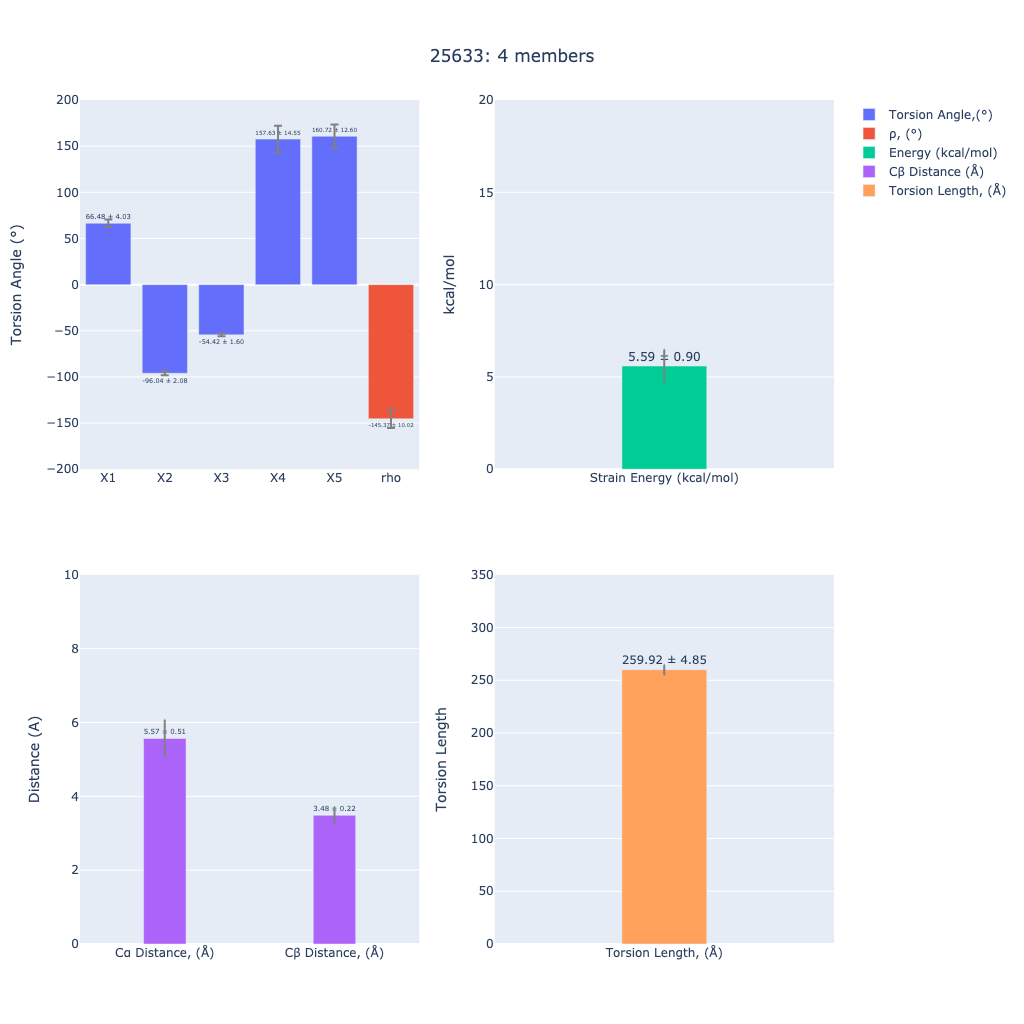 25633: 4 members
Torsion Angle (°)
200
150
100
50
0
−50
−100
−150
−200
66.48 ± 4.03
-96.04 ± 2.08
-54.42 ± 1.60
157.63 ± 14.55
160.72 ± 12.60
-145.37 ± 10.02
X1 X2 X3 X4 X5 rho
kcal/mol
20
15
10
5
0
5.59 ± 0.90
Strain Energy (kcal/mol)
Torsion Angle,(°)
ρ, (°)
Energy (kcal/mol)
Cβ Distance (Å)
Torsion Length, (Å)
Distance (A)
10
8
6
4
2
0
5.57 ± 0.51
3.48 ± 0.22
Cα Distance, (Å) Cβ Distance, (Å)
Torsion Length
350
300
250
200
150
100
50
0
259.92 ± 4.85
Torsion Length, (Å)